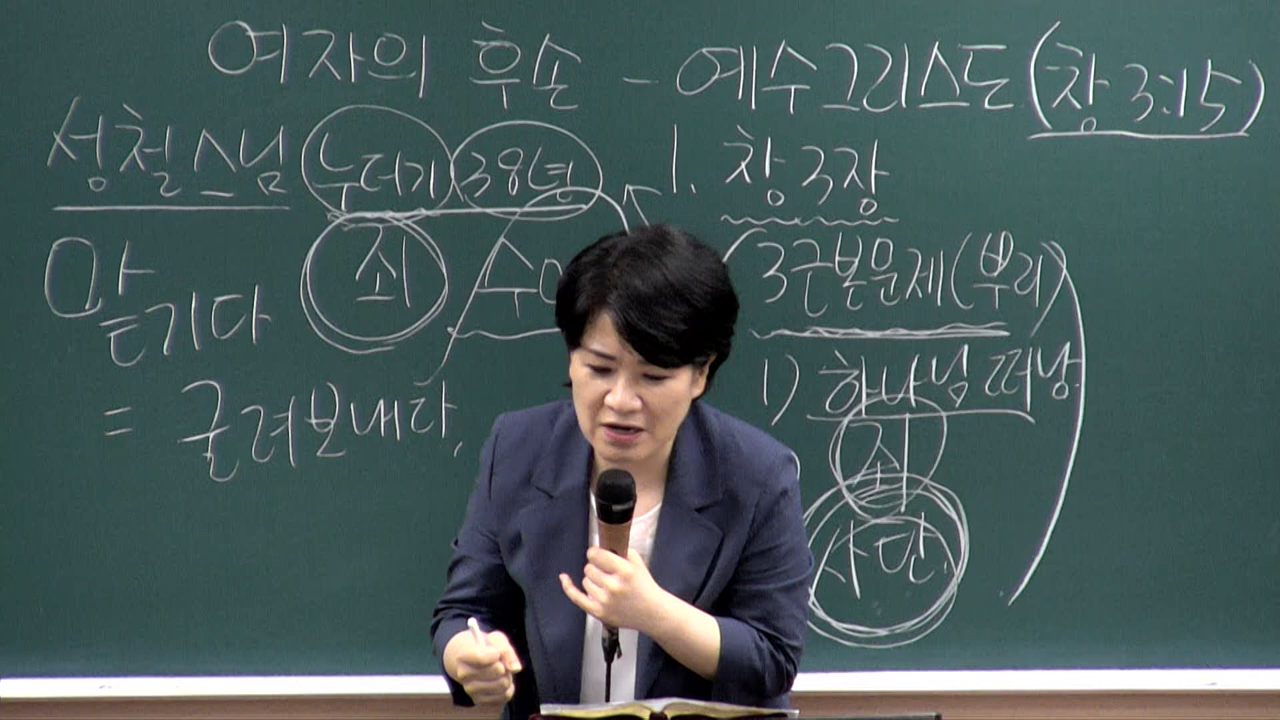 여자의 후손 - 예수그리스도 (창 3:15)
성철스님 누더기 38년
맡기다 죄
= 굴려보내다.
1. 창 3장
3근본문제(뿌리)
1) 하나님 떠남
죄
사단